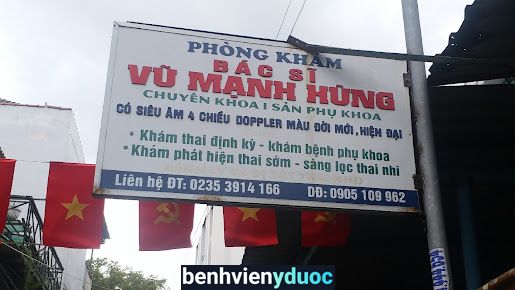 PHÒNG KHÁM
BÁC SĨ
VŨ MẠNH HÙNG
CHUYÊN KHOA I SẢN PHỤ KHOA
CÓ SIÊU ÂM 4 CHIỀU DOPPLER MÀU ĐỜI MỚI, HIỆN ĐẠI
* Khám thai định kỳ - khám bệnh phụ khoa
* Khám phát hiện thai sớm - sàng lọc thai nhi
Liên hệ ĐT: 0235 3914 166 DĐ: 0905 109 962
benhvienyduoc